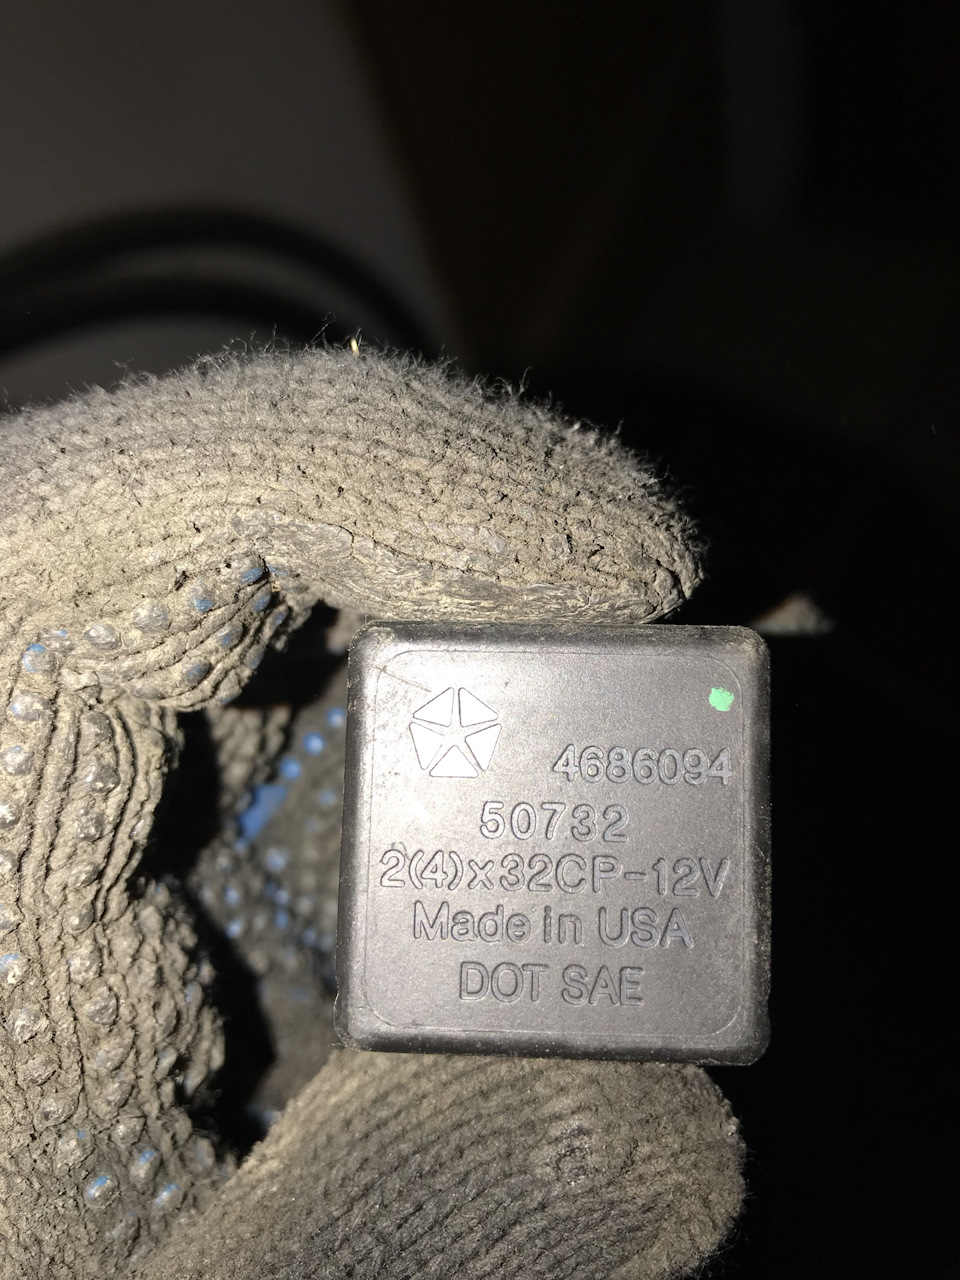 4686094
50732
2(4)x32CP-12V
Made in USA
DOT SAE